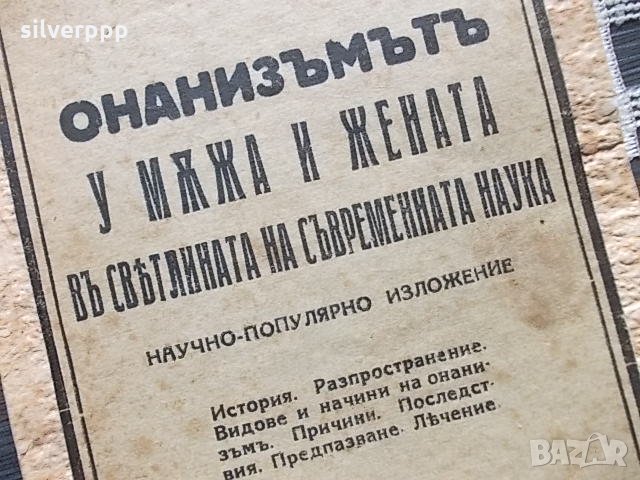 silverppp
ОНАНИЗЪМЪТЪ
У МѪЖА И ЖЕНАТА
ВЪ СВѢТЛИНАТА НА СЪВРЕМЕННАТА НАУКА
НАУЧНО-ПОПУЛЯРНО ИЗЛОЖЕНИЕ
История. Разпространение.
Видове и начини на онани-
зъмъ. Причини. Последст-
вия. Предпазване. Лѣчение.
BAZAR